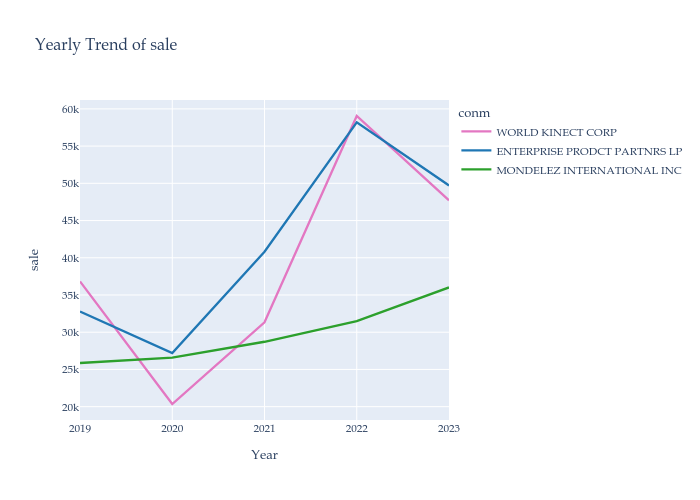 Yearly Trend of sale
conm
WORLD KINECT CORP
ENTERPRISE PRODCT PARTNRS LP
MONDELEZ INTERNATIONAL INC
sale
60k
55k
50k
45k
40k
35k
30k
25k
20k
2019 2020 2021 2022 2023
Year